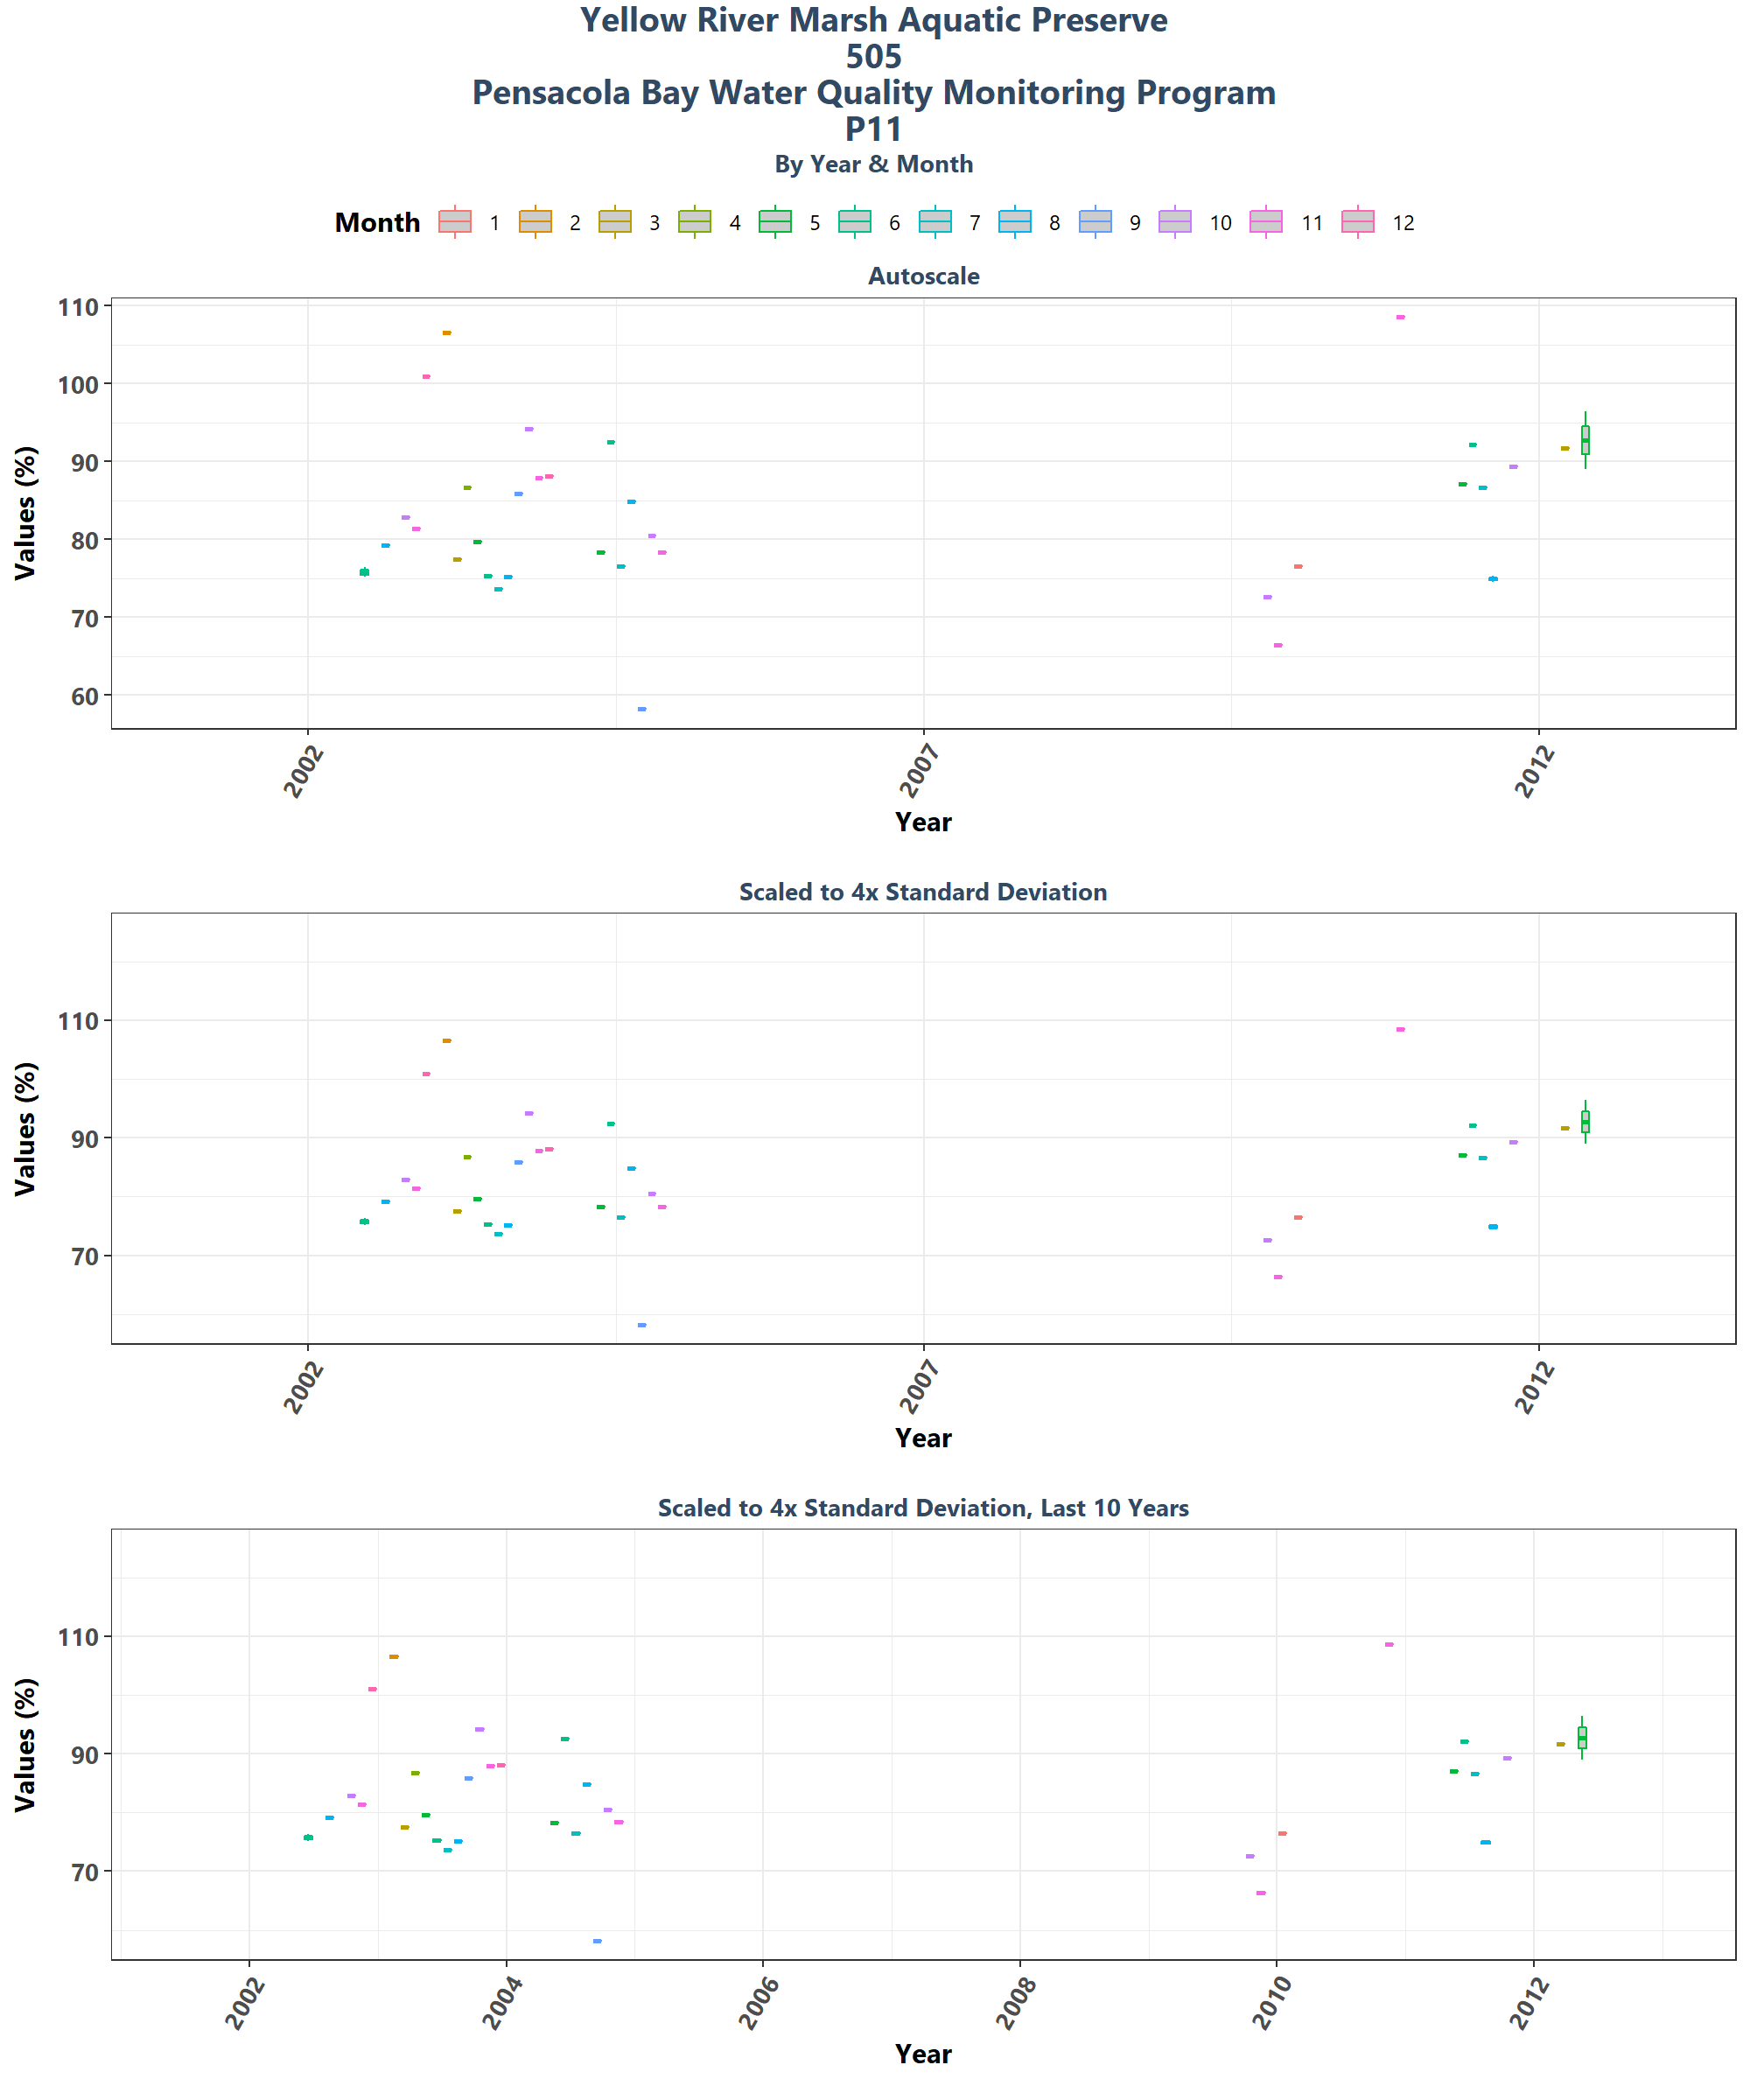 Yellow River Marsh Aquatic Preserve
505
Pensacola Bay Water Quality Monitoring Program
P11
By Year & Month
Month 1 2 3 4 5 6 7 8 9 10 11 12
Autoscale
110
100
90
80
70
60
Values (%)
2002 2007 2012
Year
Scaled to 4x Standard Deviation
110
90
70
Values (%)
2002 2007 2012
Year
Scaled to 4x Standard Deviation, Last 10 Years
110
90
70
Values (%)
2002 2004 2006 2008 2010 2012
Year